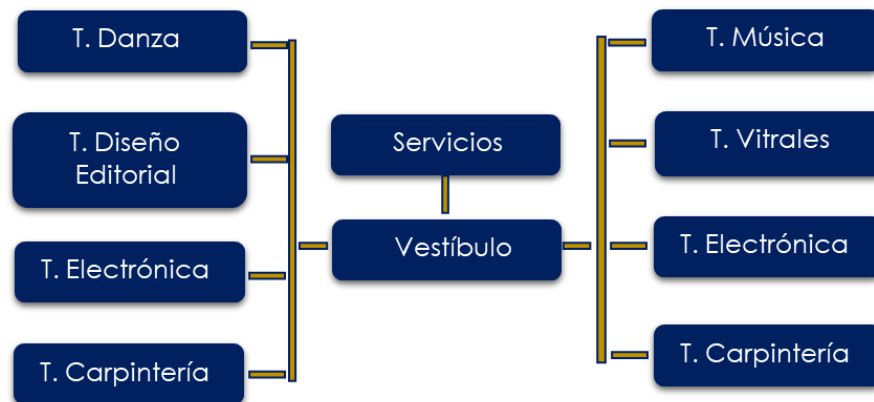 T. Danza
T. Diseño
Editorial
T. Electrónica
T. Carpintería
Servicios
Vestíbulo
T. Música
T. Vitrales
T. Electrónica
T. Carpintería